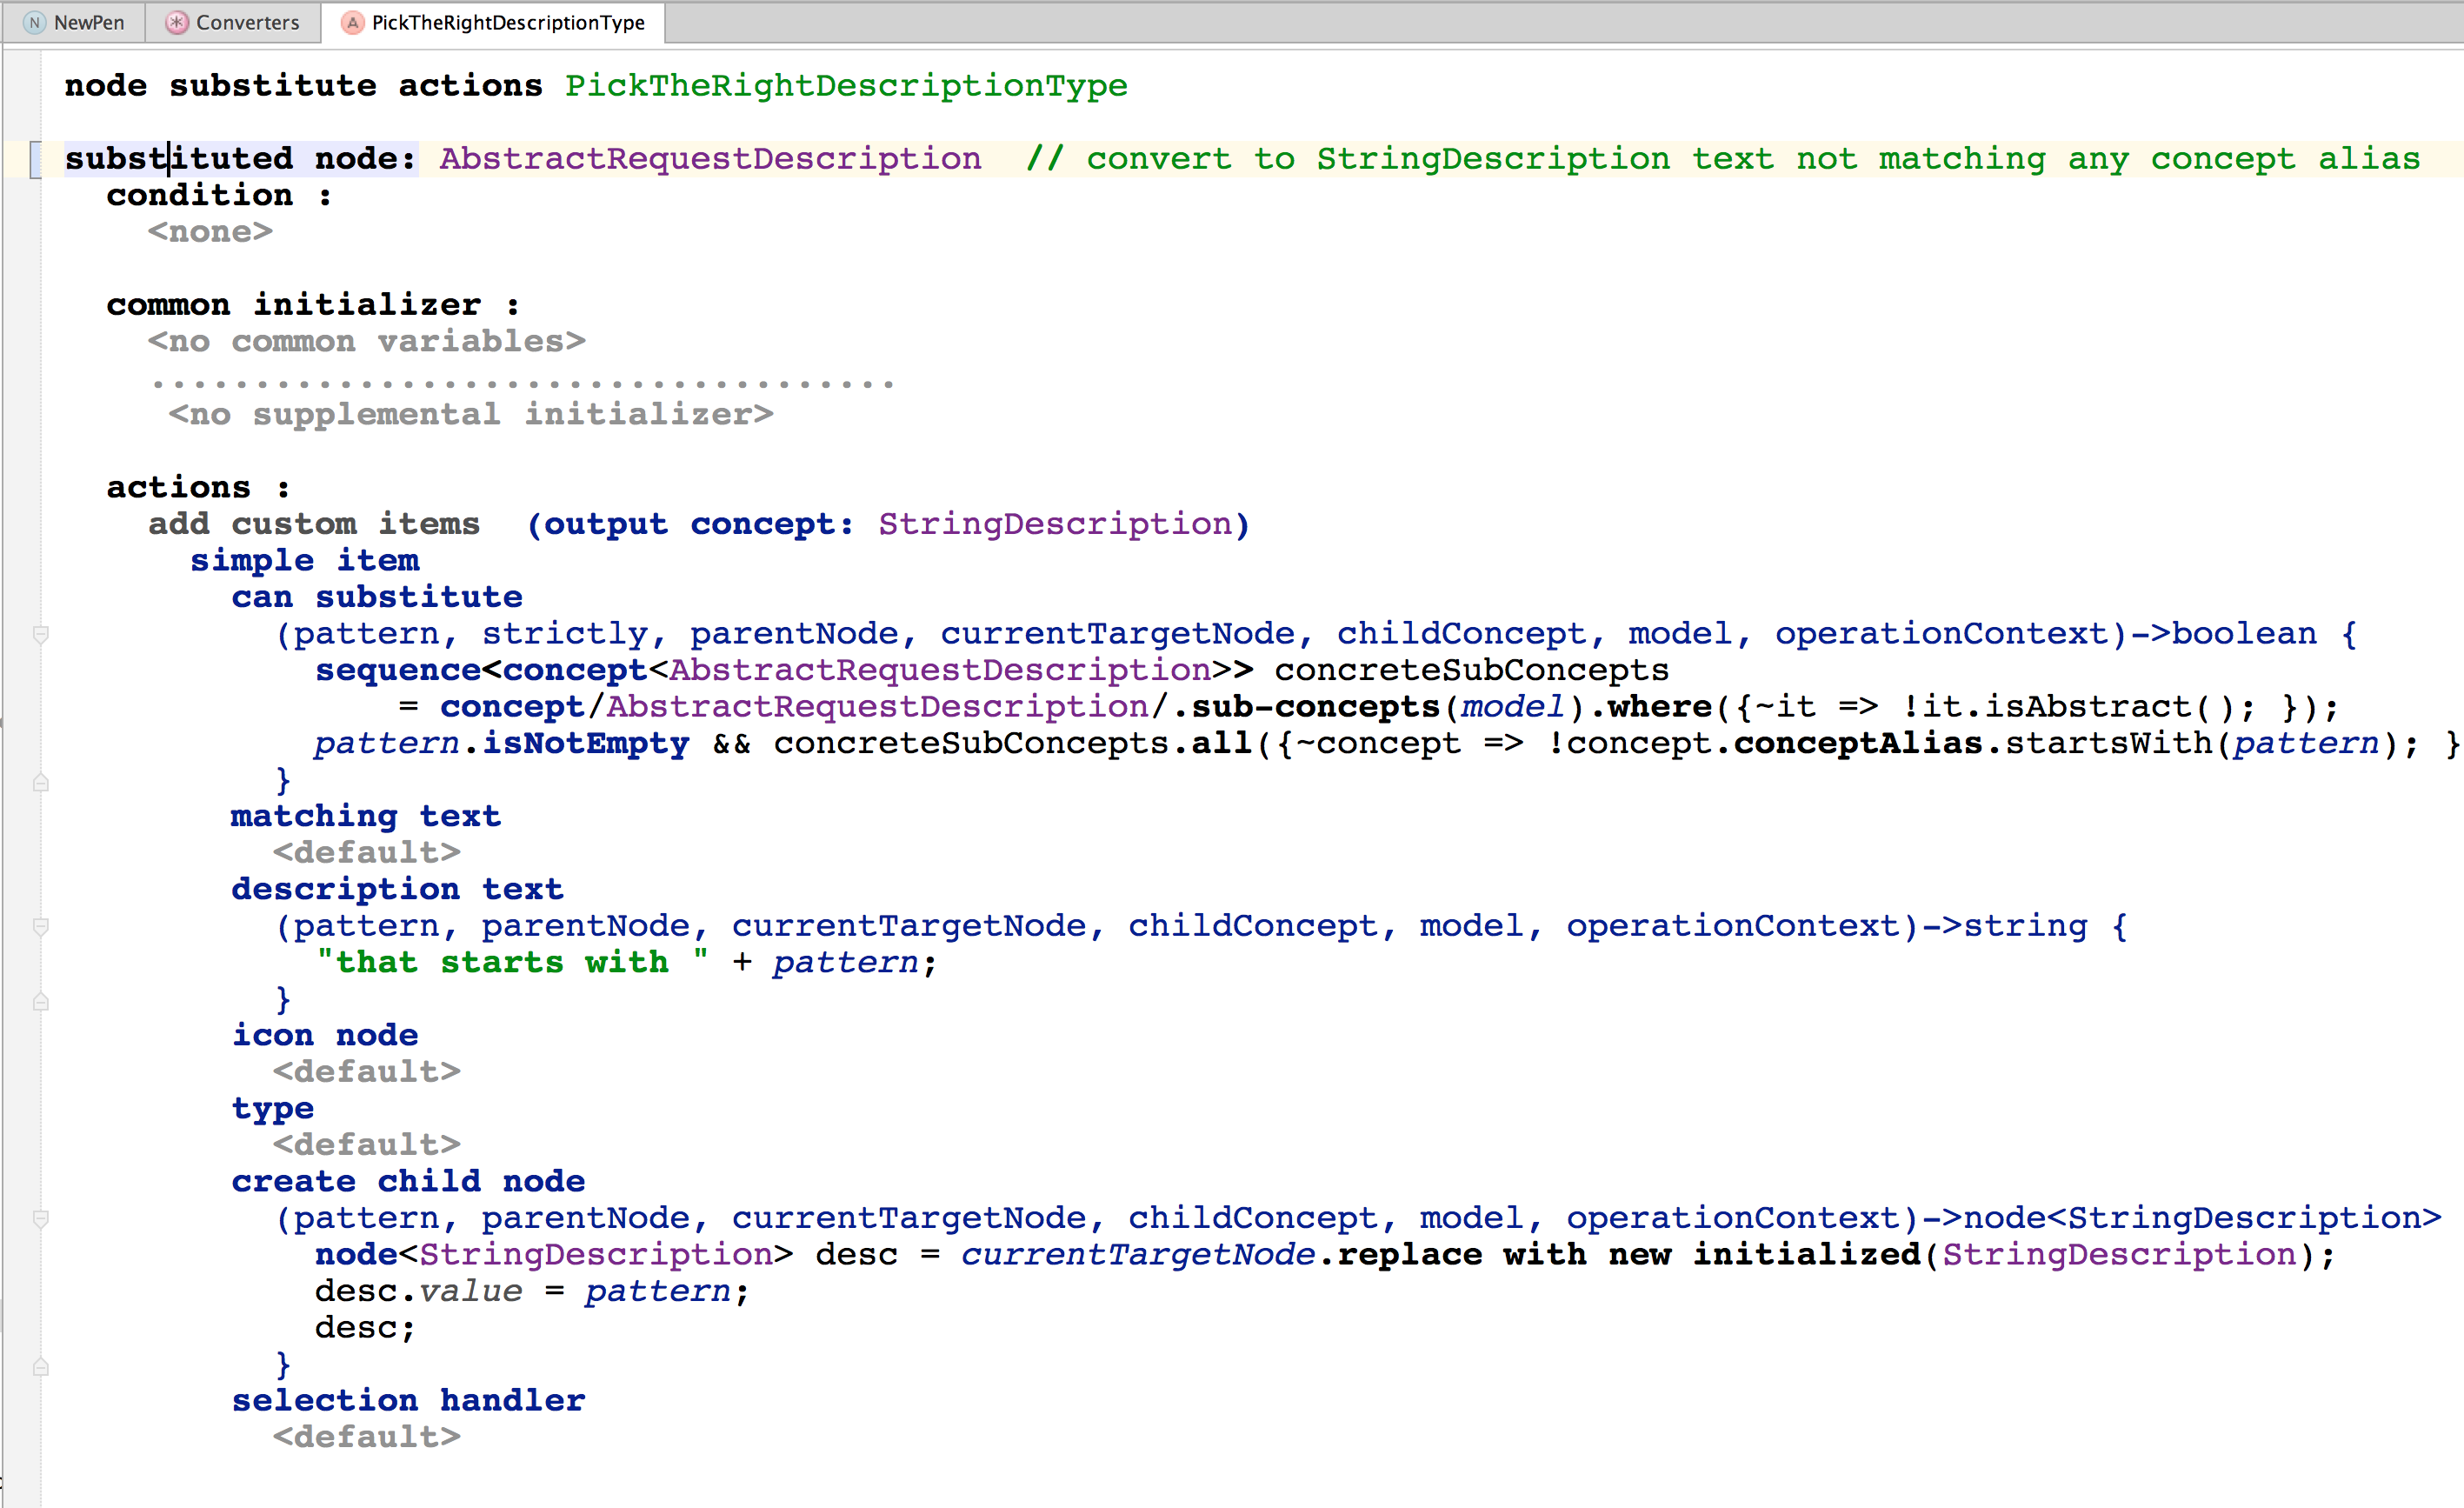 N NewPen * Converters A PickTheRightDescriptionType
node substitute actions PickTheRightDescriptionType
substituted node: AbstractRequestDescription // convert to StringDescription text not matching any concept alias
condition :
<none>
common initializer :
<no common variables>
....................................
<no supplemental initializer>
actions :
add custom items (output concept: StringDescription)
simple item
can substitute
(pattern, strictly, parentNode, currentTargetNode, childConcept, model, operationContext)->boolean {
sequence<concept<AbstractRequestDescription>> concreteSubConcepts
= concept/AbstractRequestDescription/.sub-concepts(model).where({~it => !it.isAbstract(); });
pattern.isNotEmpty && concreteSubConcepts.all({~concept => !concept.conceptAlias.startsWith(pattern); }
}
matching text
<default>
description text
(pattern, parentNode, currentTargetNode, childConcept, model, operationContext)->string {
"that starts with " + pattern;
}
icon node
<default>
type
<default>
create child node
(pattern, parentNode, currentTargetNode, childConcept, model, operationContext)->node<StringDescription>
node<StringDescription> desc = currentTargetNode.replace with new initialized(StringDescription);
desc.value = pattern;
desc;
}
selection handler
<default>